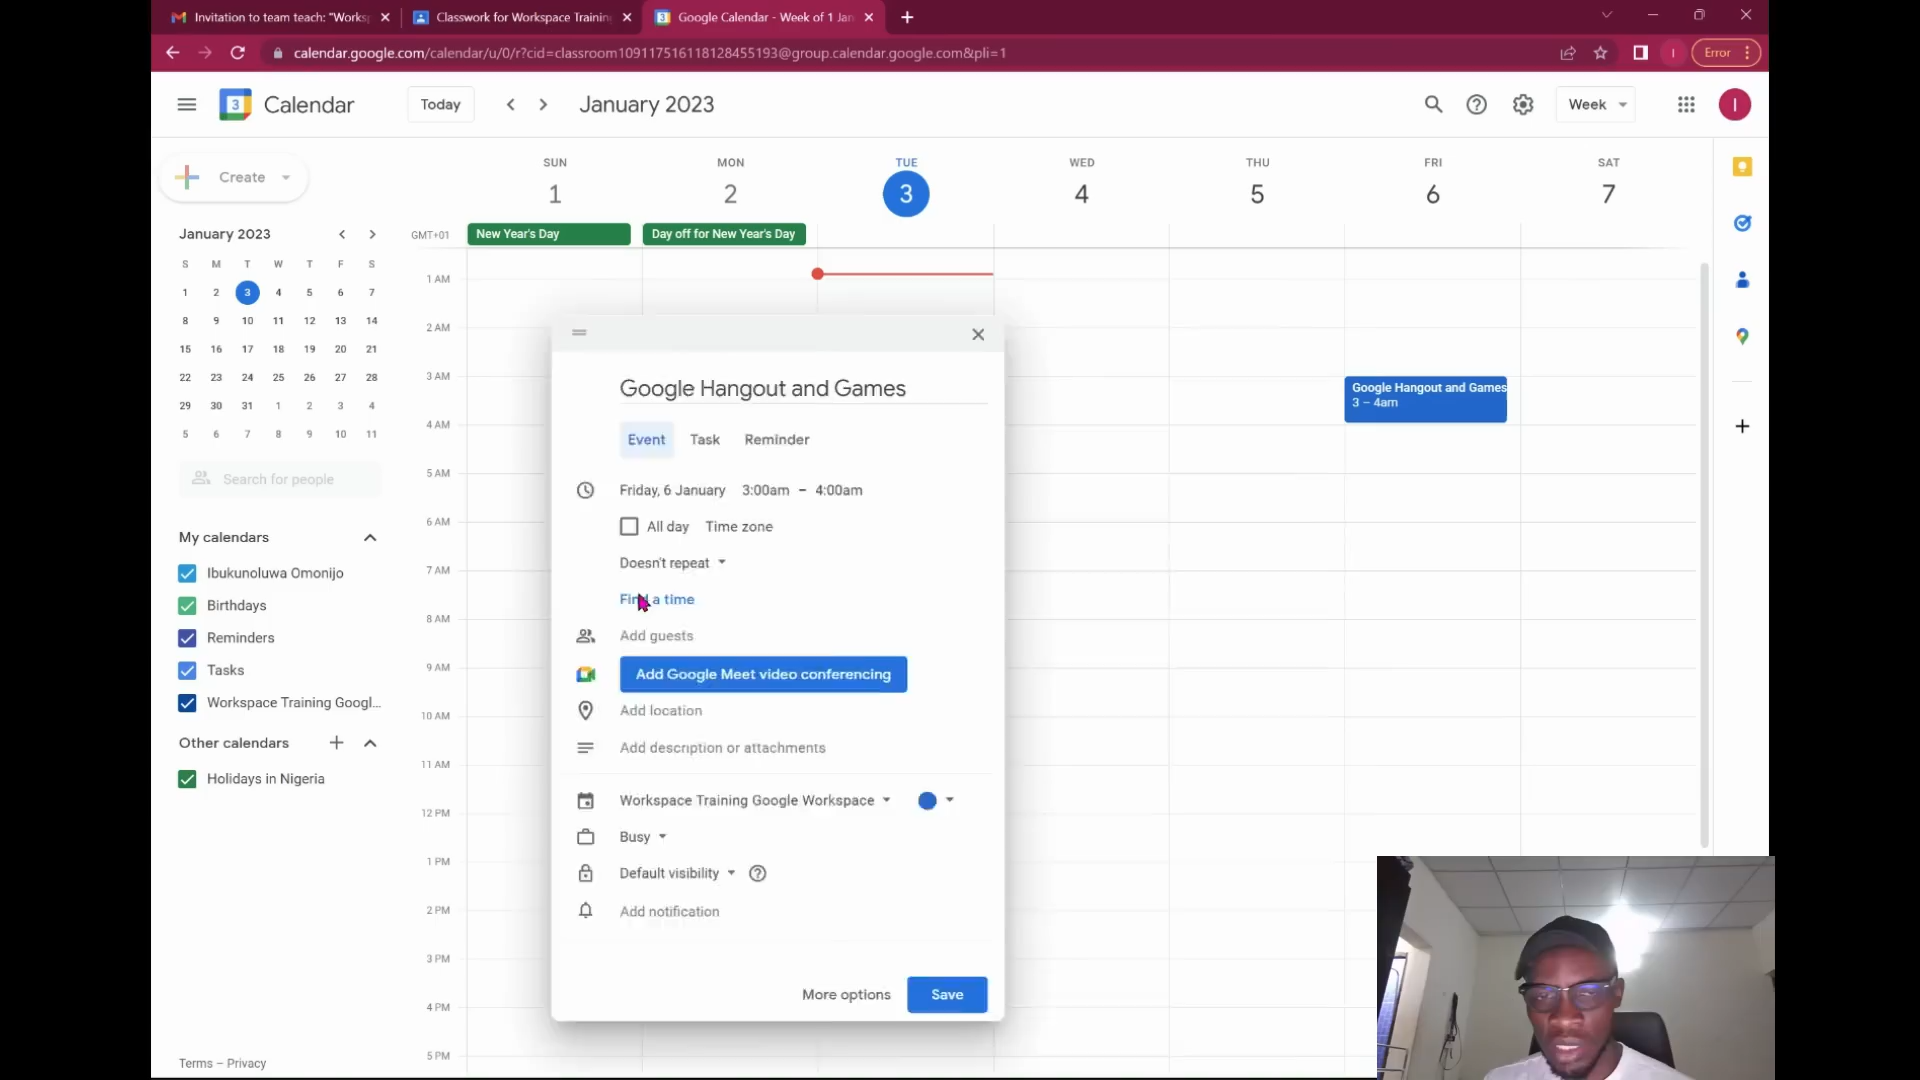 Invitation to team teach: "Works
Classwork for Workspace Training
Google Calendar - Week of 1 Jan
calendar.google.com/calendar/u/0/r?cid=classroom109117516118128455193@group.calendar.google.com&pli=1
I
Error
3
Calendar
Today
January 2023
Week
I
Create
SUN
MON
TUE
WED
THU
FRI
SAT
1
2
3
4
5
6
7
January 2023
GMT+01
New Year's Day
Day off for New Year's Day
S M T W T F S
1 2 3 4 5 6 7
8 9 10 11 12 13 14
15 16 17 18 19 20 21
22 23 24 25 26 27 28
29 30 31 1 2 3 4
5 6 7 8 9 10 11
Search for people
My calendars
Ibukunoluwa Omonijo
Birthdays
Reminders
Tasks
Workspace Training Googl...
Other calendars
Holidays in Nigeria
Terms – Privacy
1 AM
2 AM
3 AM
4 AM
5 AM
6 AM
7 AM
8 AM
9 AM
10 AM
11 AM
12 PM
1 PM
2 PM
3 PM
4 PM
5 PM
Google Hangout and Games
Event Task Reminder
Friday, 6 January 3:00am – 4:00am
All day Time zone
Doesn't repeat
Find a time
Add guests
Add Google Meet video conferencing
Add location
Add description or attachments
Workspace Training Google Workspace
Busy
Default visibility
Add notification
More options
Save
Google Hangout and Games
3 – 4am